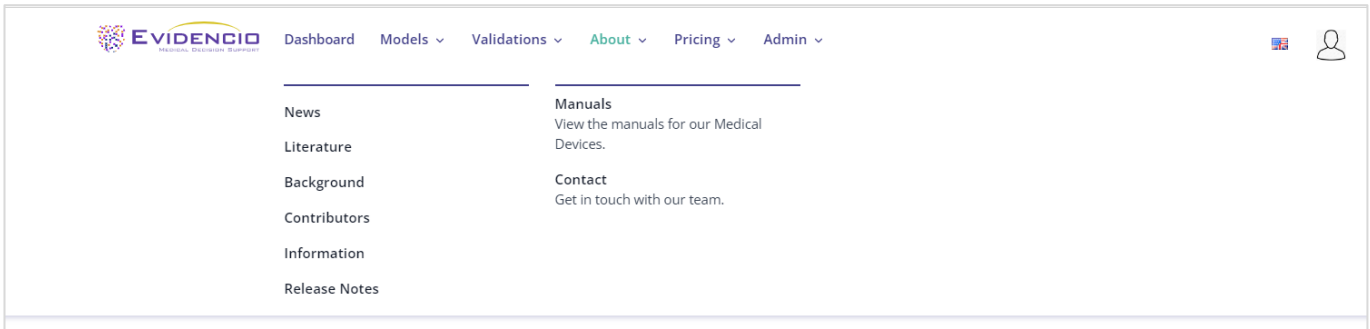 EVIDENCIO
MEDICAL DECISION SUPPORT
Dashboard Models Validations About Pricing Admin
News
Literature
Background
Contributors
Information
Release Notes
Manuals
View the manuals for our Medical
Devices.
Contact
Get in touch with our team.